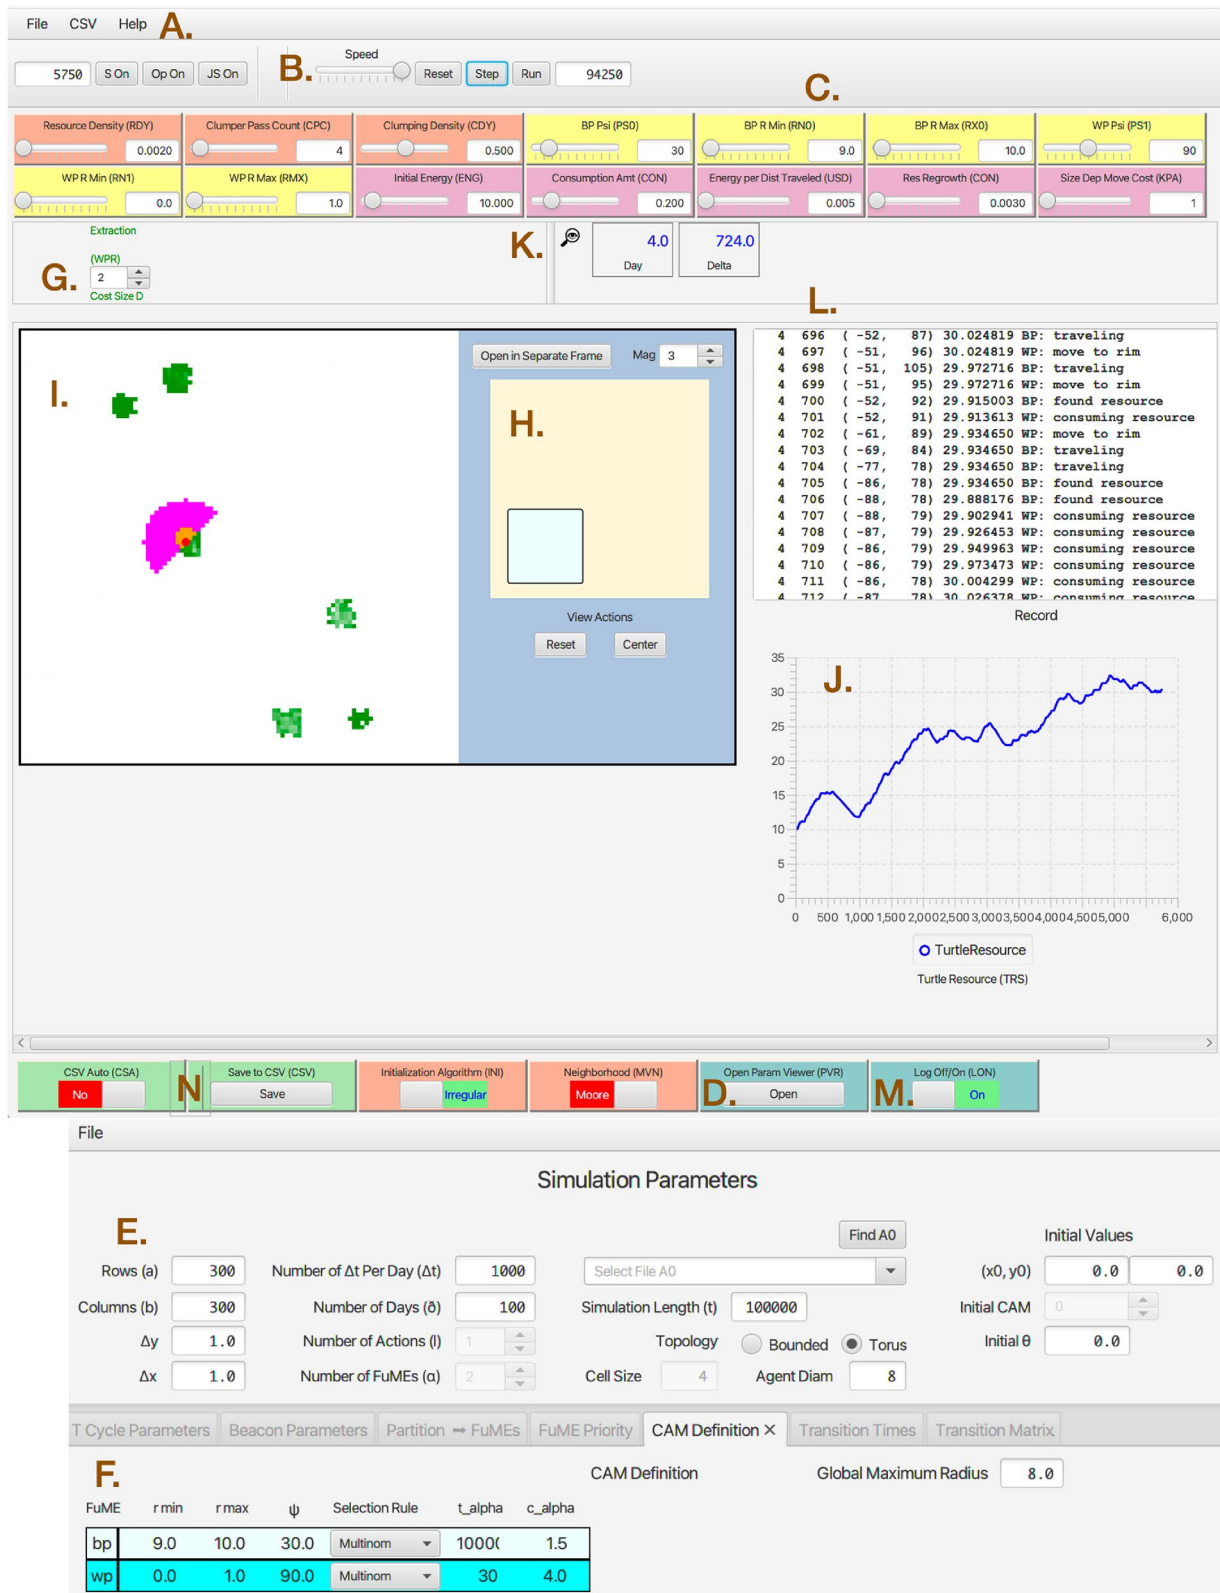 File CSV Help A.
5750 S On Op On JS On B. Speed Reset Step Run 94250
C.
Resource Density (RDY) Clumper Pass Count (CPC) Clumping Density (CDY) BP Psi (PS0) BP R Min (RN0) BP R Max (RX0) WP Psi (PS1)
0.0020 4 0.500 30 9.0 10.0 90
WP R Min (RN1) WP R Max (RMX) Initial Energy (ENG) Consumption Amt (CON) Energy per Dist Traveled (USD) Res Regrowth (CON) Size Dep Move Cost (KPA)
0.0 1.0 10.000 0.200 0.005 0.0030 1
Extraction
(WPR)
G. 2
Cost Size D
K. 4.0 724.0
Day Delta
L.
I.
Open in Separate Frame Mag 3
H.
View Actions
Reset Center
4 696 ( -52, 87) 30.024819 BP: traveling
4 697 ( -51, 96) 30.024819 WP: move to rim
4 698 ( -51, 105) 29.972716 BP: traveling
4 699 ( -51, 95) 29.972716 WP: move to rim
4 700 ( -52, 92) 29.915003 BP: found resource
4 701 ( -52, 91) 29.913613 WP: consuming resource
4 702 ( -61, 89) 29.934650 WP: move to rim
4 703 ( -69, 84) 29.934650 BP: traveling
4 704 ( -77, 78) 29.934650 BP: traveling
4 705 ( -86, 78) 29.934650 BP: found resource
4 706 ( -88, 78) 29.888176 BP: found resource
4 707 ( -88, 79) 29.902941 WP: consuming resource
4 708 ( -87, 79) 29.926453 WP: consuming resource
4 709 ( -86, 79) 29.949963 WP: consuming resource
4 710 ( -86, 79) 29.973473 WP: consuming resource
4 711 ( -86, 78) 30.004299 WP: consuming resource
4 712 ( -87, 78) 30.026378 WP: consuming resource
Record
J.
35
30
25
20
15
10
5
0
0 500 1,000 1,500 2,000 2,500 3,000 3,500 4,000 4,500 5,000 6,000
TurtleResource
Turtle Resource (TRS)
CSV Auto (CSA) Save to CSV (CSV) Initialization Algorithm (INI) Neighborhood (MVN) Open Param Viewer (PVR) Log Off/On (LON)
No N Save Irregular Moore D. Open M. On
File
Simulation Parameters
E. Find A0 Initial Values
Rows (a) 300 Number of Δt Per Day (Δt) 1000 Select File A0 (x0, y0) 0.0 0.0
Columns (b) 300 Number of Days (ð) 100 Simulation Length (t) 100000 Initial CAM 0
Δy 1.0 Number of Actions (l) 1 Topology Bounded Torus Initial θ 0.0
Δx 1.0 Number of FuMEs (α) 2 Cell Size 4 Agent Diam 8
T Cycle Parameters Beacon Parameters Partition ➡ FuMEs FuME Priority CAM Definition ✕ Transition Times Transition Matrix
F. CAM Definition Global Maximum Radius 8.0
FuME r min r max ψ Selection Rule t_alpha c_alpha
bp 9.0 10.0 30.0 Multinom 1000( 1.5
wp 0.0 1.0 90.0 Multinom 30 4.0